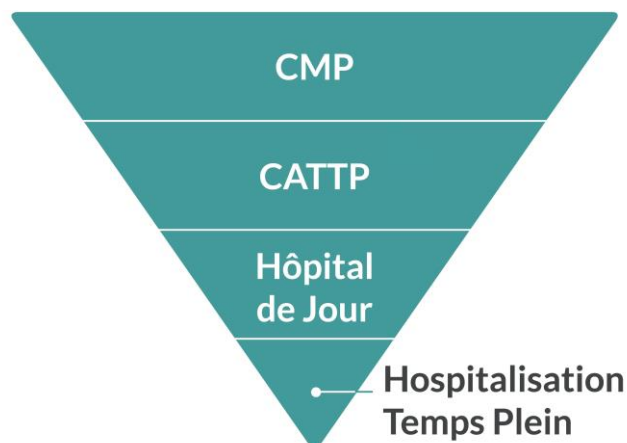 CMP
CATTP
Hôpital
de Jour
Hospitalisation
Temps Plein